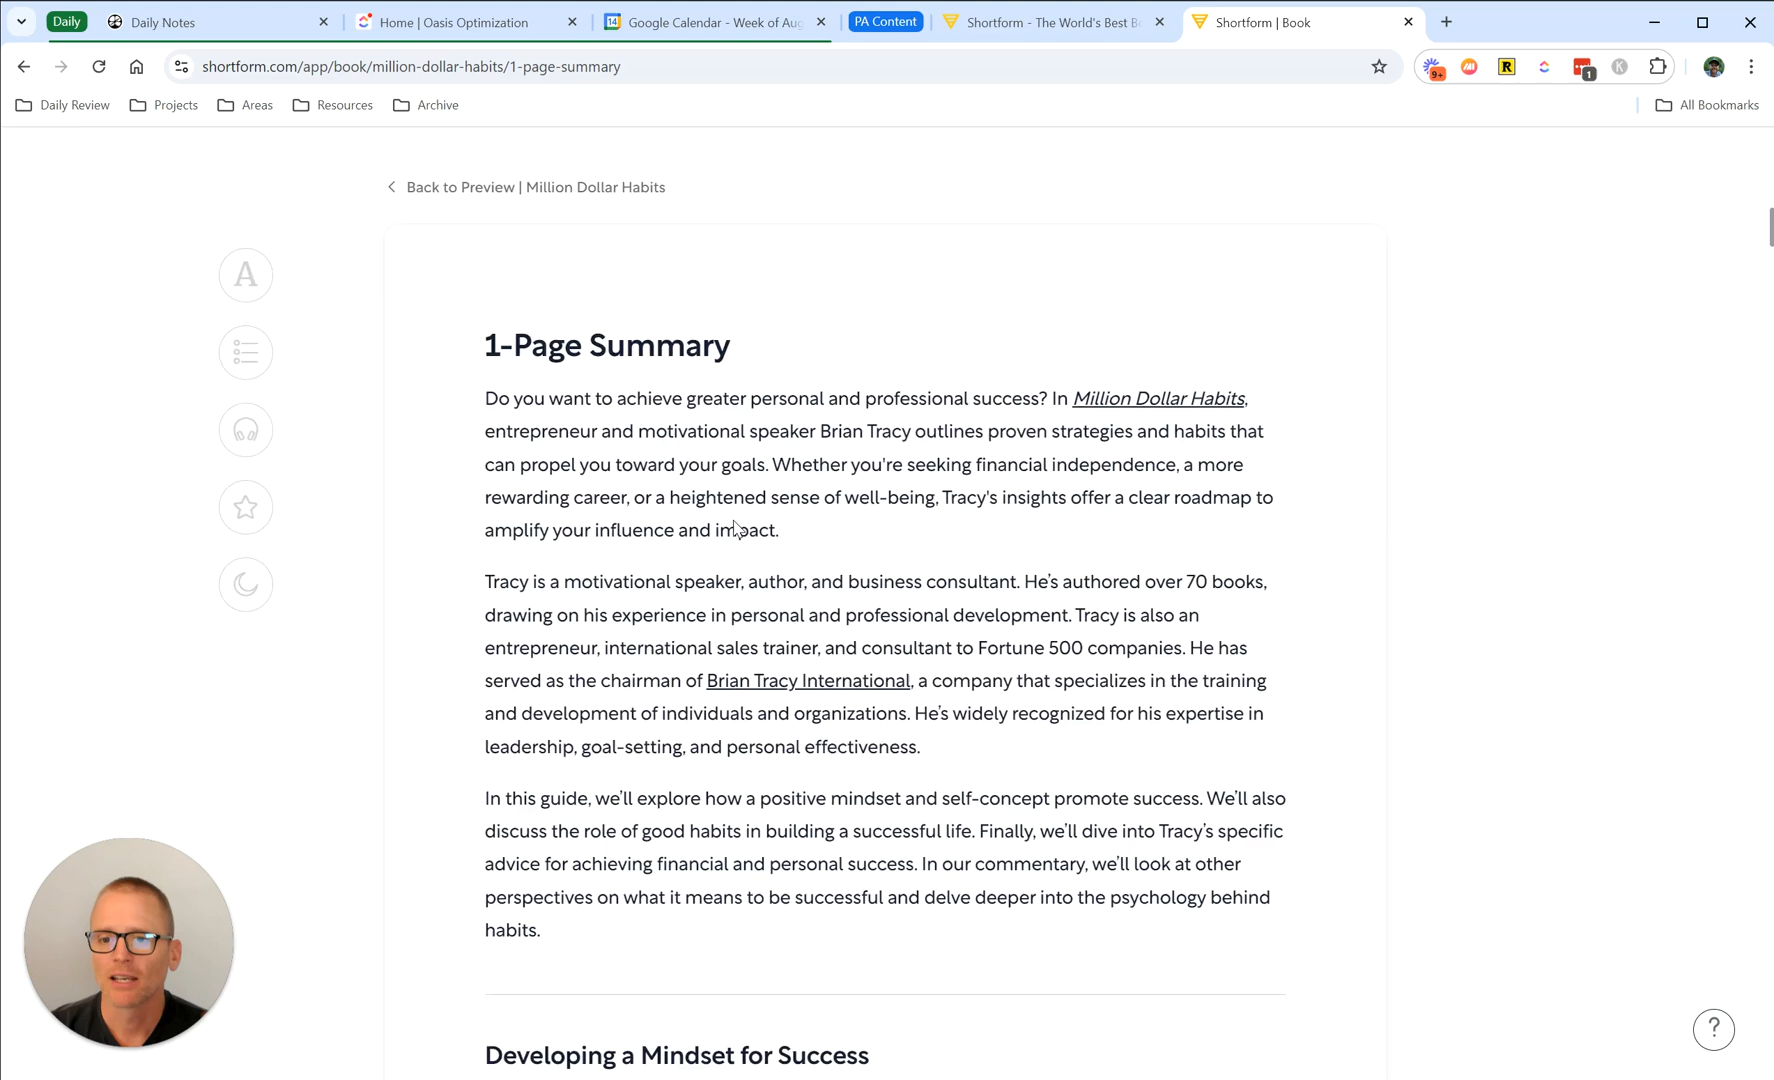 Daily
Daily Notes
Home | Oasis Optimization
14
Google Calendar - Week of Aug
PA Content
Shortform - The World's Best Bo
Shortform | Book
shortform.com/app/book/million-dollar-habits/1-page-summary
9+
R
1
K
Daily Review
Projects
Areas
Resources
Archive
All Bookmarks
Back to Preview | Million Dollar Habits
A
1-Page Summary
Do you want to achieve greater personal and professional success? In Million Dollar Habits,
entrepreneur and motivational speaker Brian Tracy outlines proven strategies and habits that
can propel you toward your goals. Whether you're seeking financial independence, a more
rewarding career, or a heightened sense of well-being, Tracy's insights offer a clear roadmap to
amplify your influence and impact.
Tracy is a motivational speaker, author, and business consultant. He's authored over 70 books,
drawing on his experience in personal and professional development. Tracy is also an
entrepreneur, international sales trainer, and consultant to Fortune 500 companies. He has
served as the chairman of Brian Tracy International, a company that specializes in the training
and development of individuals and organizations. He's widely recognized for his expertise in
leadership, goal-setting, and personal effectiveness.
In this guide, we'll explore how a positive mindset and self-concept promote success. We'll also
discuss the role of good habits in building a successful life. Finally, we'll dive into Tracy's specific
advice for achieving financial and personal success. In our commentary, we'll look at other
perspectives on what it means to be successful and delve deeper into the psychology behind
habits.
Developing a Mindset for Success
?